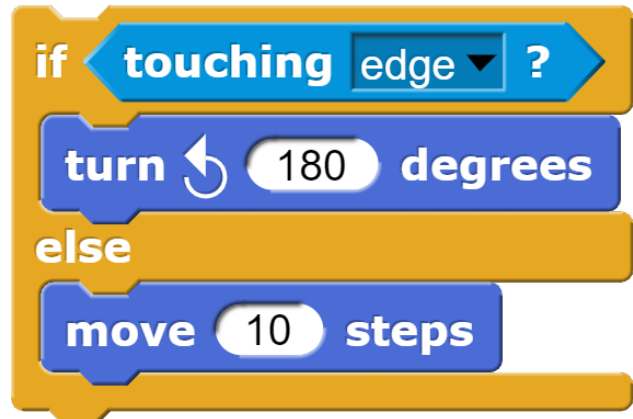 if touching edge ?
turn 180 degrees
else
move 10 steps